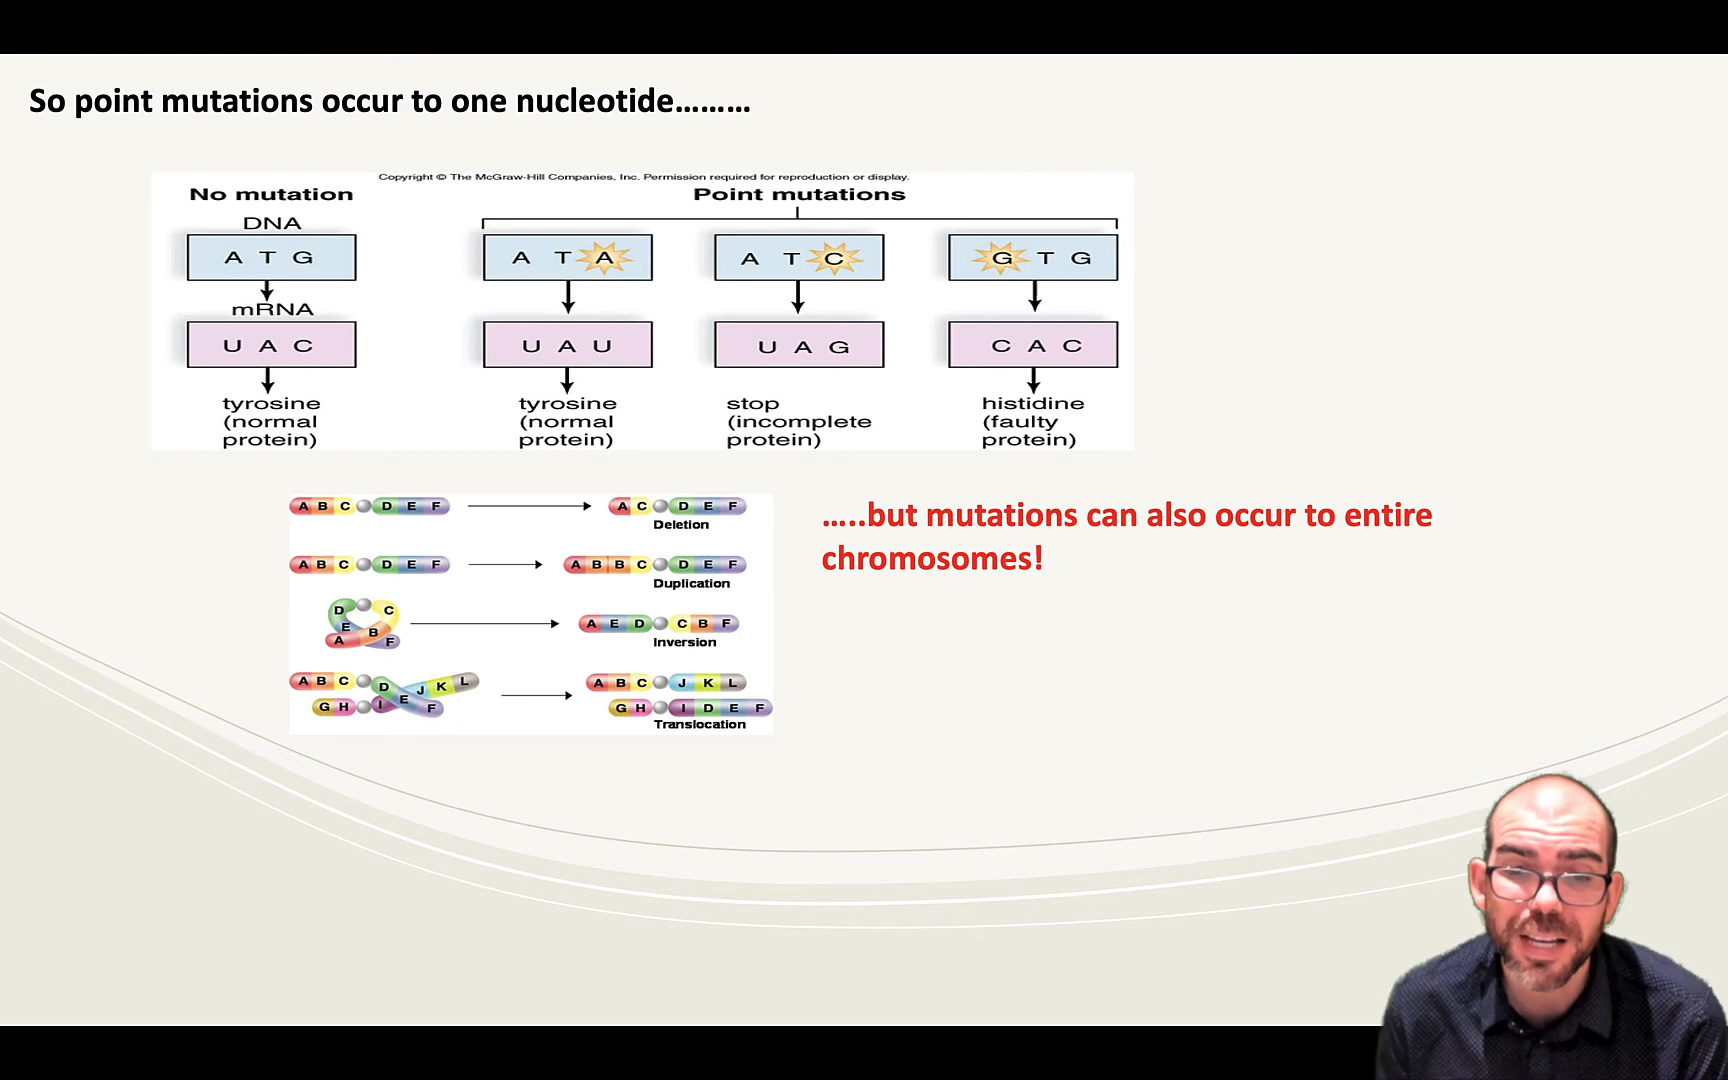 So point mutations occur to one nucleotide.........
Copyright © The McGraw-Hill Companies, Inc. Permission required for reproduction or display.
No mutation
Point mutations
DNA
A T G
A T A
A T C
G T G
mRNA
U A C
U A U
U A G
C A C
tyrosine
(normal
protein)
tyrosine
(normal
protein)
stop
(incomplete
protein)
histidine
(faulty
protein)
A B C D E F
A C D E F
Deletion
A B C D E F
A B B C D E F
Duplication
D C
E B
A F
A E D C B F
Inversion
A B C D E J K L
G H I F
A B C J K L
G H I D E F
Translocation
.....but mutations can also occur to entire
chromosomes!